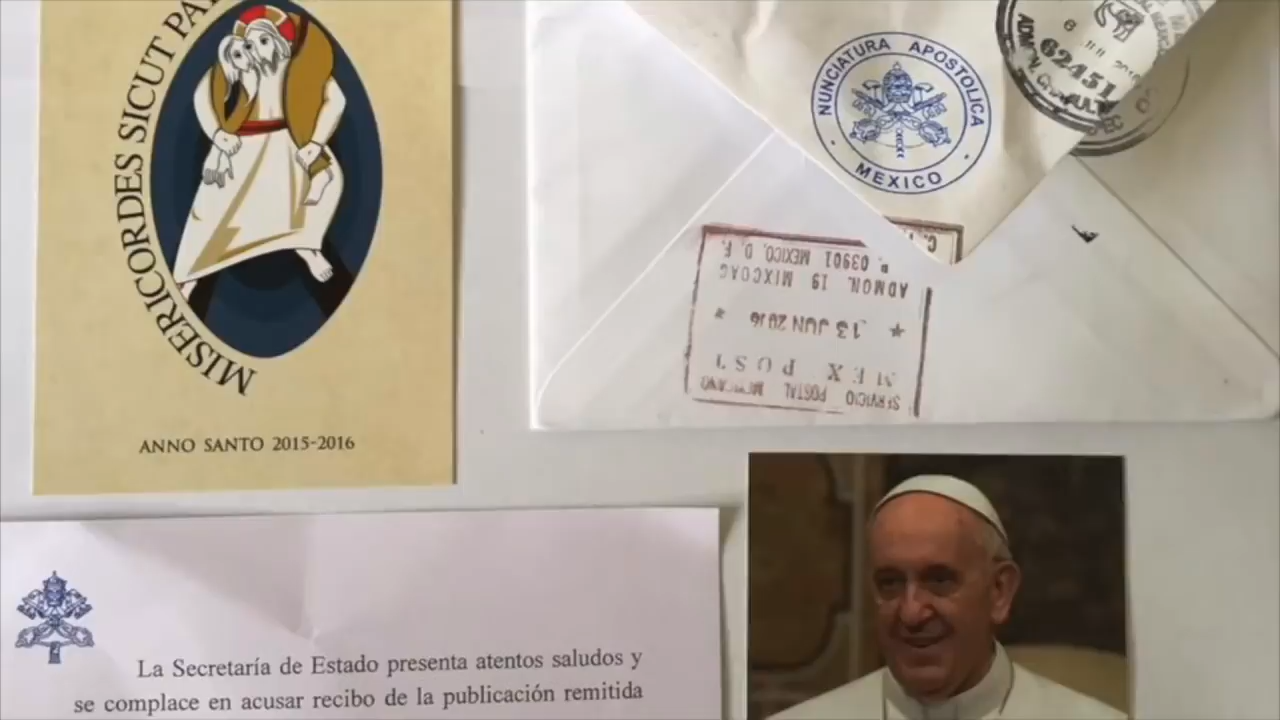 MISERICORDES SICUT
ANNO SANTO 2015-2016
NUNCIATURA APOSTOLICA
MEXICO
62451
SERVICIO POSTAL
MEX POST
★ 13 JUN 2016 ★
ADMON. 19 MIXCOAC
P. 03901 MEXICO, D. F.
La Secretaría de Estado presenta atentos saludos y
se complace en acusar recibo de la publicación remitida